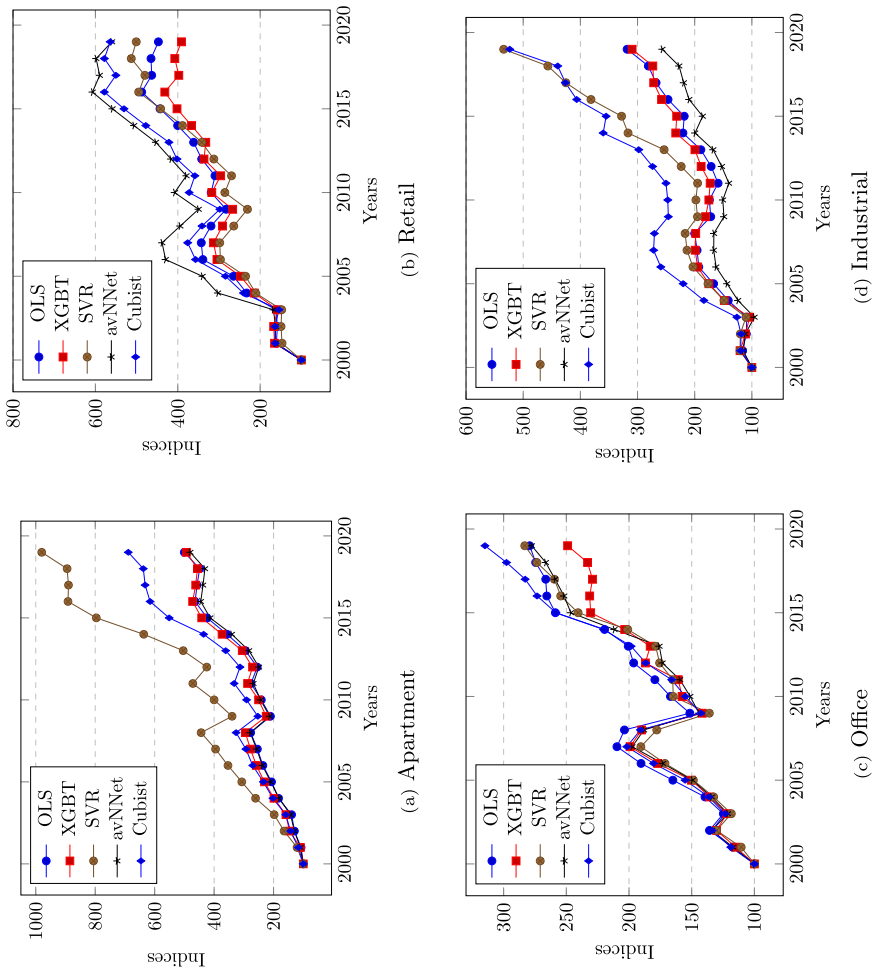 1000
800
600
400
200
Indices
2000
2005
2010
2015
2020
Years
OLS
XGBT
SVR
avNNet
Cubist
(a) Apartment
800
600
400
200
Indices
2000
2005
2010
2015
2020
Years
OLS
XGBT
SVR
avNNet
Cubist
(b) Retail
300
250
200
150
100
Indices
2000
2005
2010
2015
2020
Years
OLS
XGBT
SVR
avNNet
Cubist
(c) Office
600
500
400
300
200
100
Indices
2000
2005
2010
2015
2020
Years
OLS
XGBT
SVR
avNNet
Cubist
(d) Industrial